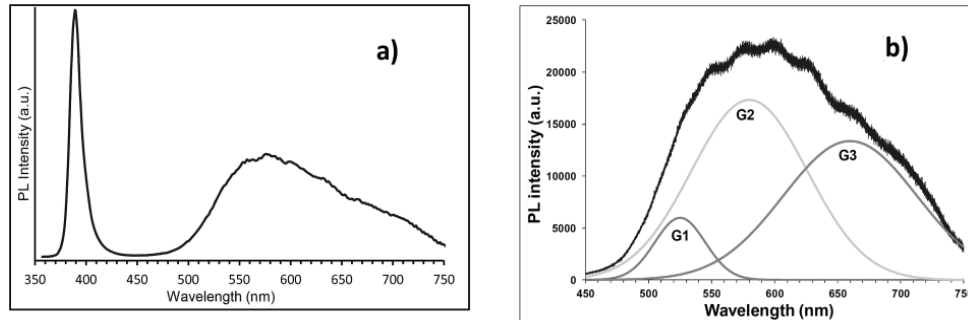 a)
PL Intensity (a.u.)
350 400 450 500 550 600 650 700 750
Wavelength (nm)
b)
PL intensity (a.u.)
25000
20000
15000
10000
5000
0
G1
G2
G3
450 500 550 600 650 700 750
Wavelength (nm)